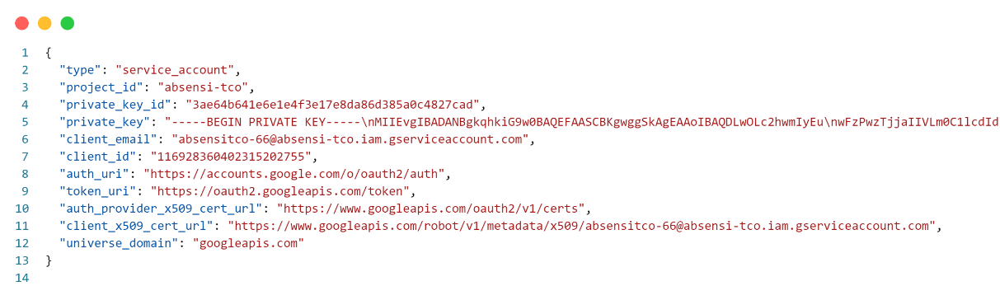 1 {
2 "type": "service_account",
3 "project_id": "absensi-tco",
4 "private_key_id": "3ae64b641e6e1e4f3e17e8da86d385a0c4827cad",
5 "private_key": "-----BEGIN PRIVATE KEY-----\nMIIEvgIBADANBgkqhkiG9w0BAQEFAASCBKgwggSkAgEAAoIBAQDLwOLc2hwmIyEu\nwFzPwzTjjaIIVLm0C1lcdId
6 "client_email": "absensitco-66@absensi-tco.iam.gserviceaccount.com",
7 "client_id": "116928360402315202755",
8 "auth_uri": "https://accounts.google.com/o/oauth2/auth",
9 "token_uri": "https://oauth2.googleapis.com/token",
10 "auth_provider_x509_cert_url": "https://www.googleapis.com/oauth2/v1/certs",
11 "client_x509_cert_url": "https://www.googleapis.com/robot/v1/metadata/x509/absensitco-66@absensi-tco.iam.gserviceaccount.com",
12 "universe_domain": "googleapis.com"
13 }
14